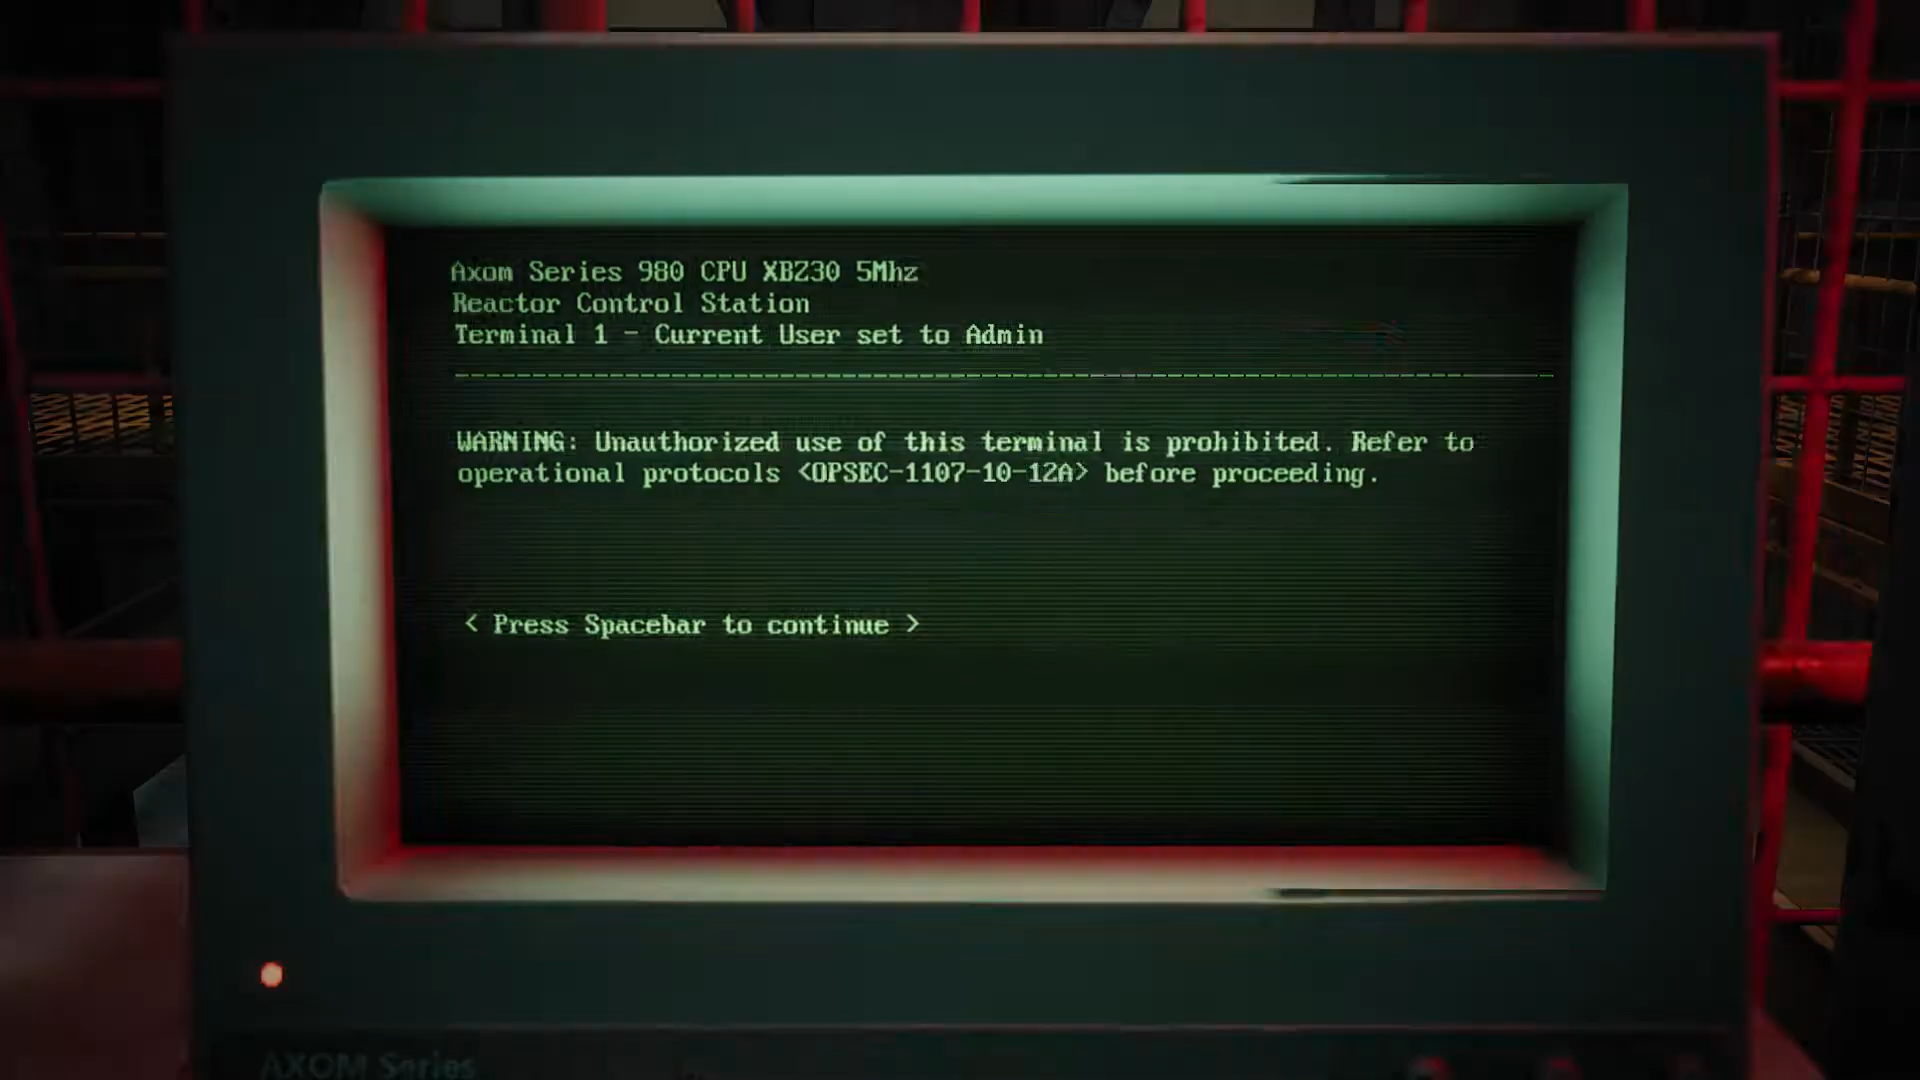 Axom Series 980 CPU XBZ30 5Mhz
Reactor Control Station
Terminal 1 - Current User set to Admin
WARNING: Unauthorized use of this terminal is prohibited. Refer to
operational protocols <OPSEC-1107-10-12A> before proceeding.
< Press Spacebar to continue >
AXOM Series